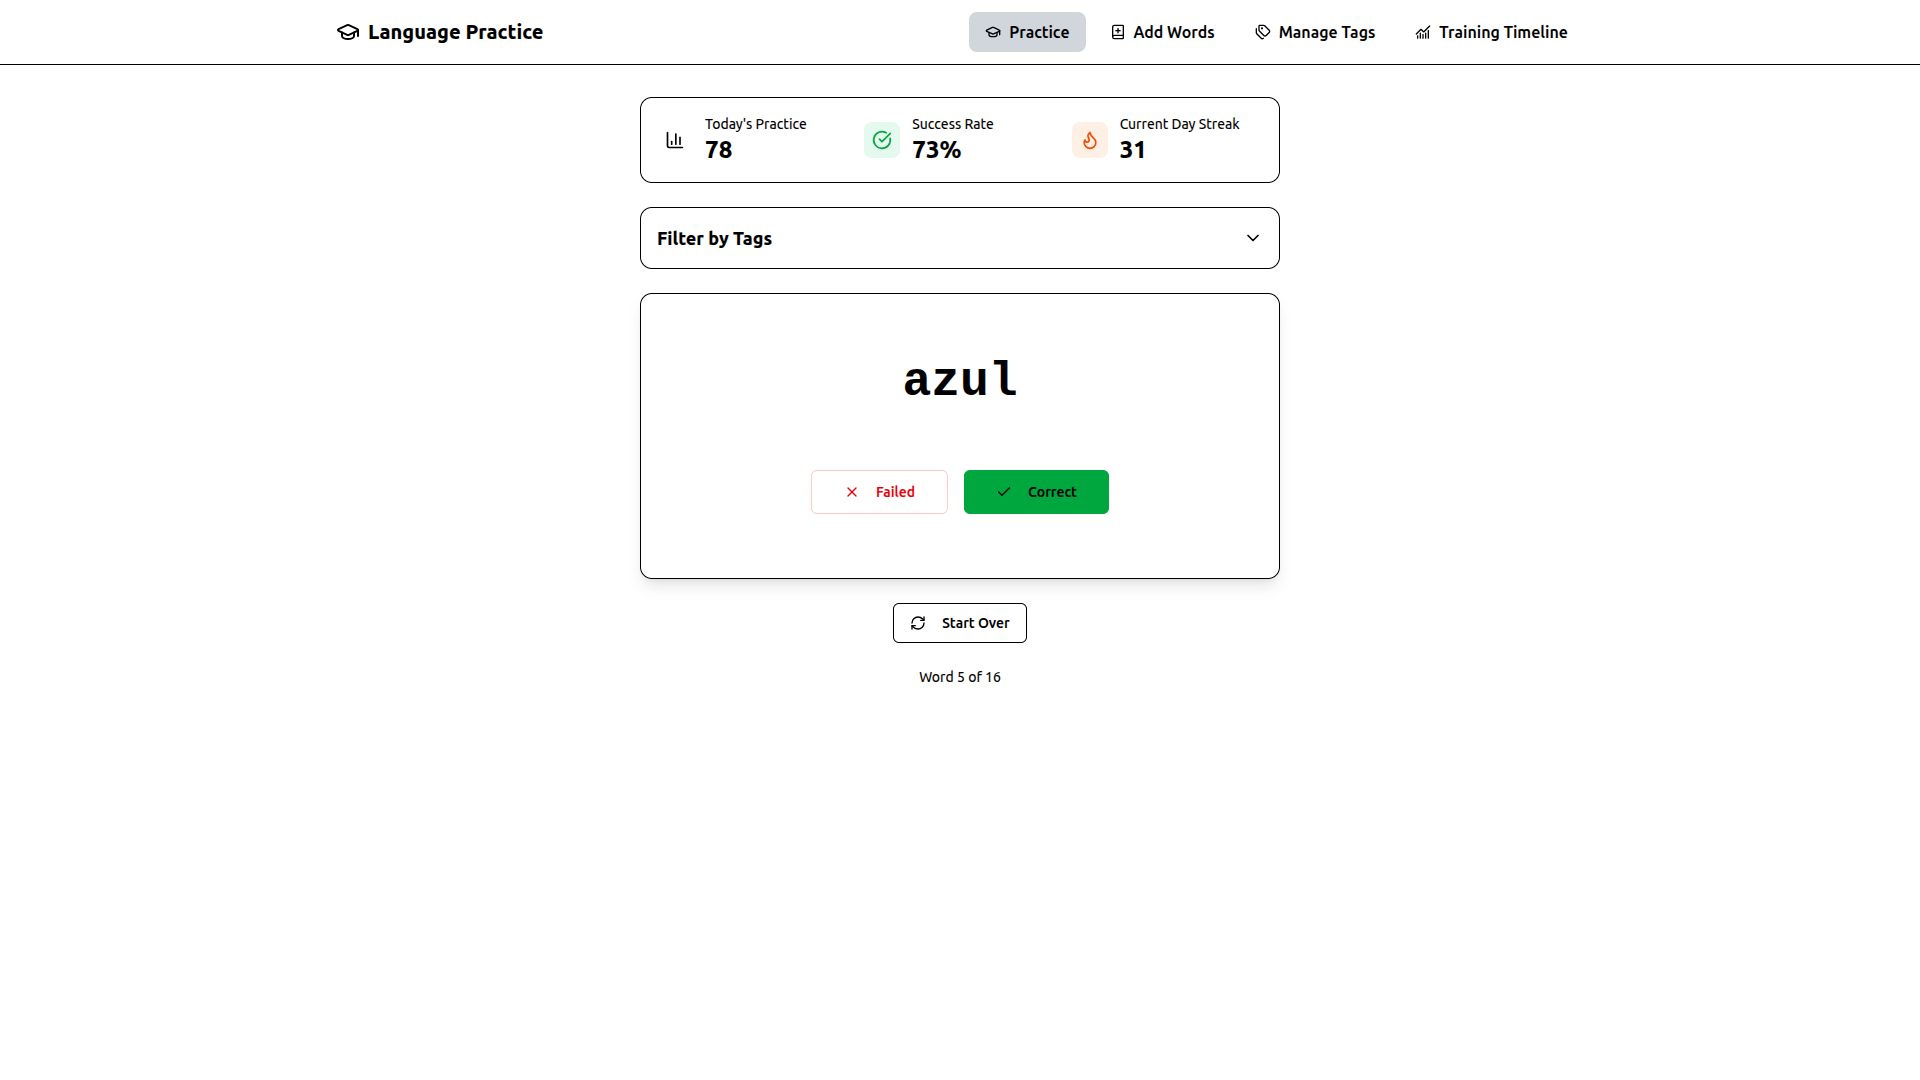 Language Practice
Practice
Add Words
Manage Tags
Training Timeline
Today's Practice
78
Success Rate
73%
Current Day Streak
31
Filter by Tags
azul
Failed
Correct
Start Over
Word 5 of 16